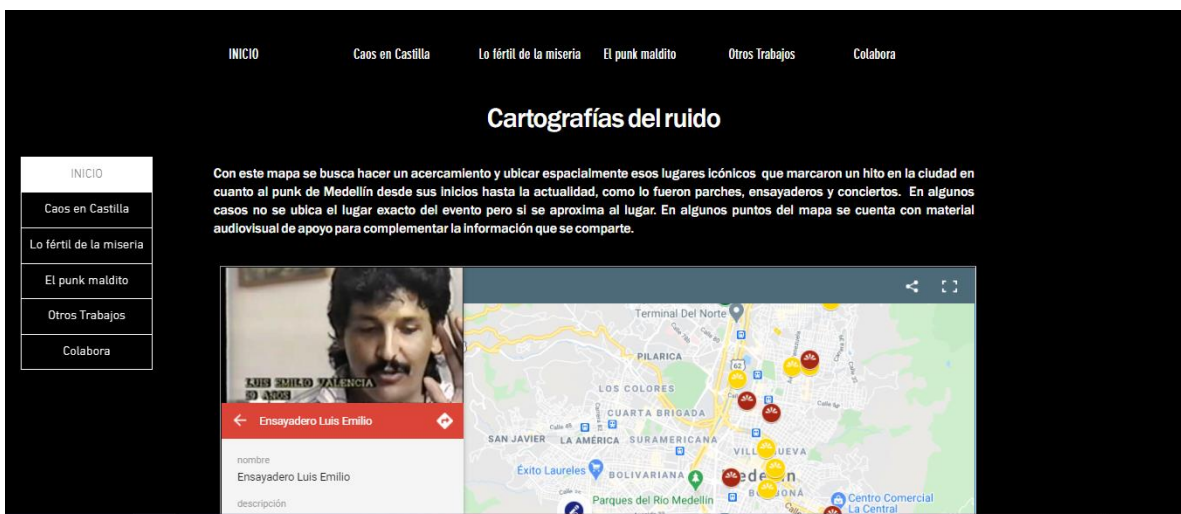 INICIO Caos en Castilla Lo fértil de la miseria El punk maldito Otros Trabajos Colabora
Cartografías del ruido
INICIO
Caos en Castilla
Lo fértil de la miseria
El punk maldito
Otros Trabajos
Colabora
Con este mapa se busca hacer un acercamiento y ubicar espacialmente esos lugares icónicos que marcaron un hito en la ciudad en
cuanto al punk de Medellín desde sus inicios hasta la actualidad, como lo fueron parches, ensayaderos y conciertos. En algunos
casos no se ubica el lugar exacto del evento pero si se aproxima al lugar. En algunos puntos del mapa se cuenta con material
audiovisual de apoyo para complementar la información que se comparte.
LUIS EMILIO VALENCIA
Ensayadero Luis Emilio
nombre
Ensayadero Luis Emilio
descripción
Terminal Del Norte
PILARICA
62
LOS COLORES
CUARTA BRIGADA
SAN JAVIER LA AMÉRICA SURAMERICANA
Éxito Laureles
BOLIVARIANA
Parques del Río Medellín
Centro Comercial
La Central